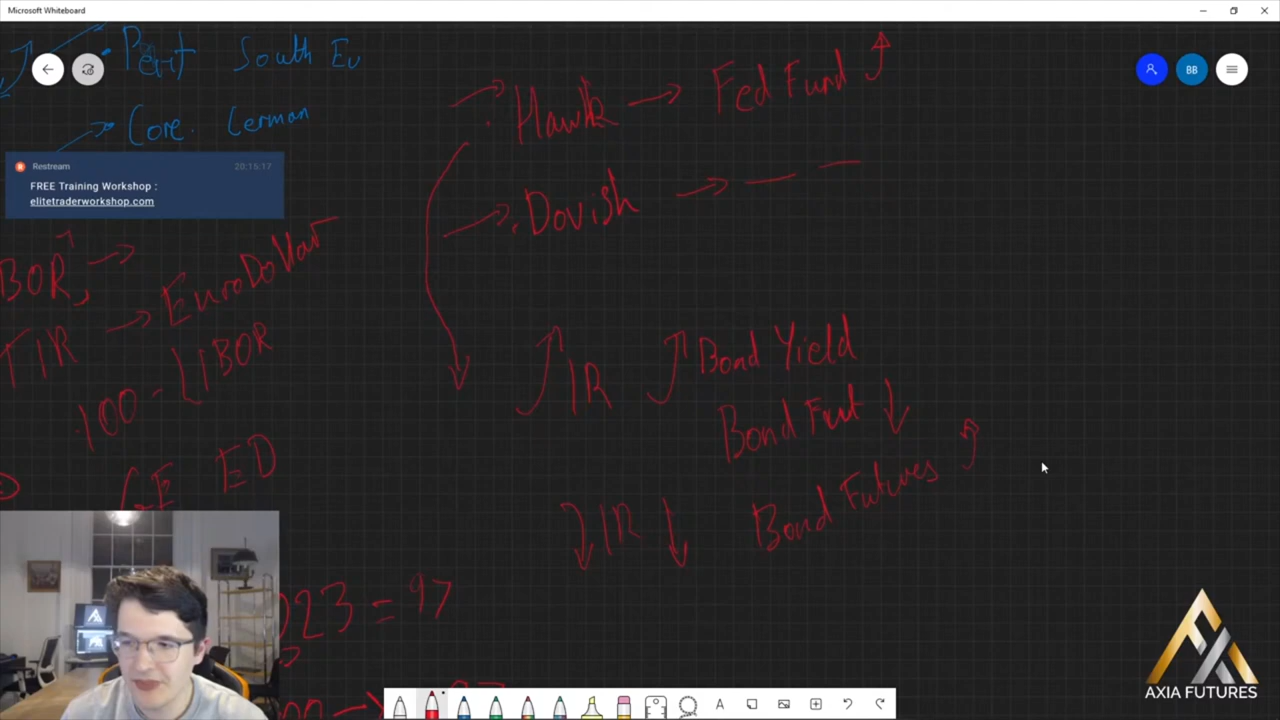 Microsoft Whiteboard
South Eu
Core. German
Restream 20:15:17
FREE Training Workshop :
elitetraderworkshop.com
BB
Hawk → Fed Fund ↑
Dovish → — —
BOR, →
TIR → EuroDollar
100 - LIBOR
GE ED
↑ IR ↑ Bond Yield
Bond Fut ↓
↓ IR ↓ Bond Futures ↑
023 = 97
AXIA FUTURES